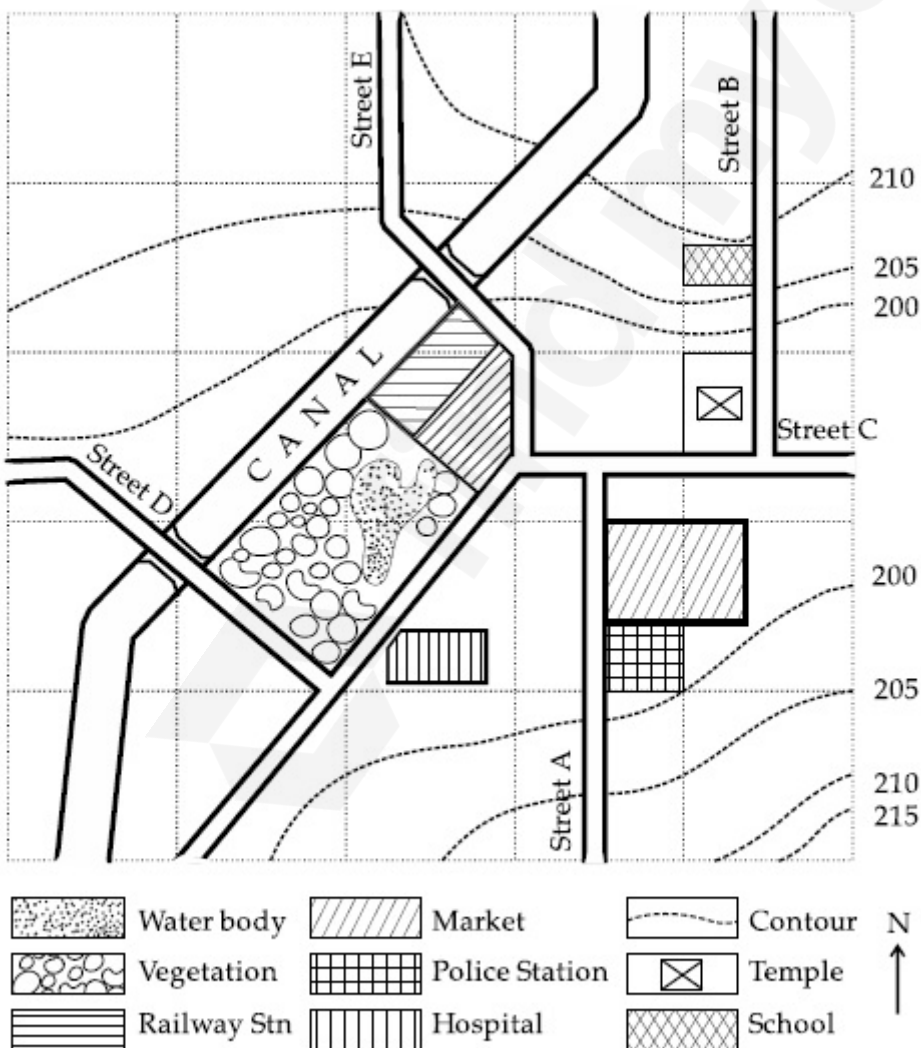 Street E
Street B
210
205
200
CANAL
Street C
Street D
200
205
Street A
210
215
Water body
Market
Contour
N
Vegetation
Police Station
Temple
Railway Stn
Hospital
School